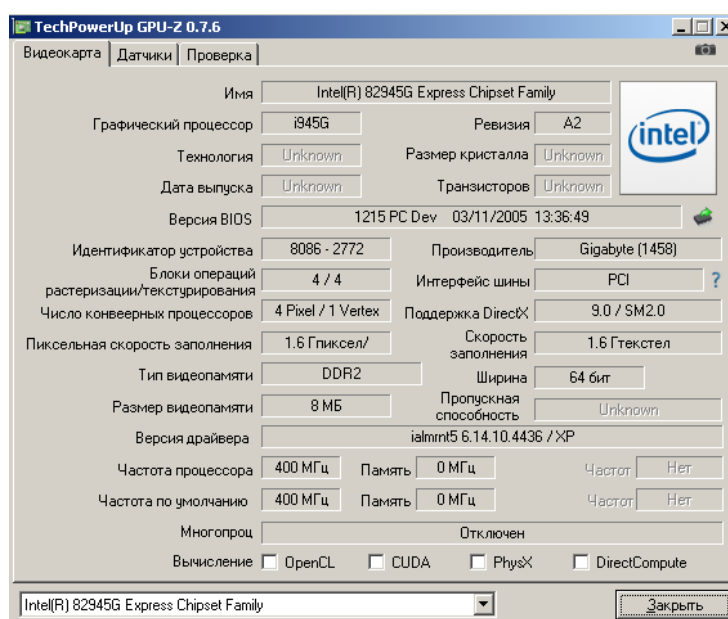 TechPowerUp GPU-Z 0.7.6
Видеокарта Датчики Проверка
Имя Intel(R) 82945G Express Chipset Family
intel
Графический процессор i945G Ревизия A2
Технология Unknown Размер кристалла Unknown
Дата выпуска Unknown Транзисторов Unknown
Версия BIOS 1215 PC Dev 03/11/2005 13:36:49
Идентификатор устройства 8086 - 2772 Производитель Gigabyte (1458)
Блоки операций
растеризации/текстурирования 4 / 4 Интерфейс шины PCI ?
Число конвеерных процессоров 4 Pixel / 1 Vertex Поддержка DirectX 9.0 / SM2.0
Пиксельная скорость заполнения 1.6 Гпиксел/ Скорость
заполнения 1.6 Гтекстел
Тип видеопамяти DDR2 Ширина 64 бит
Размер видеопамяти 8 МБ Пропускная
способность Unknown
Версия драйвера ialmrnt5 6.14.10.4436 / XP
Частота процессора 400 МГц Память 0 МГц Частот Нет
Частота по умолчанию 400 МГц Память 0 МГц Частот Нет
Многопроц Отключен
Вычисление OpenCL CUDA PhysX DirectCompute
Intel(R) 82945G Express Chipset Family Закрыть